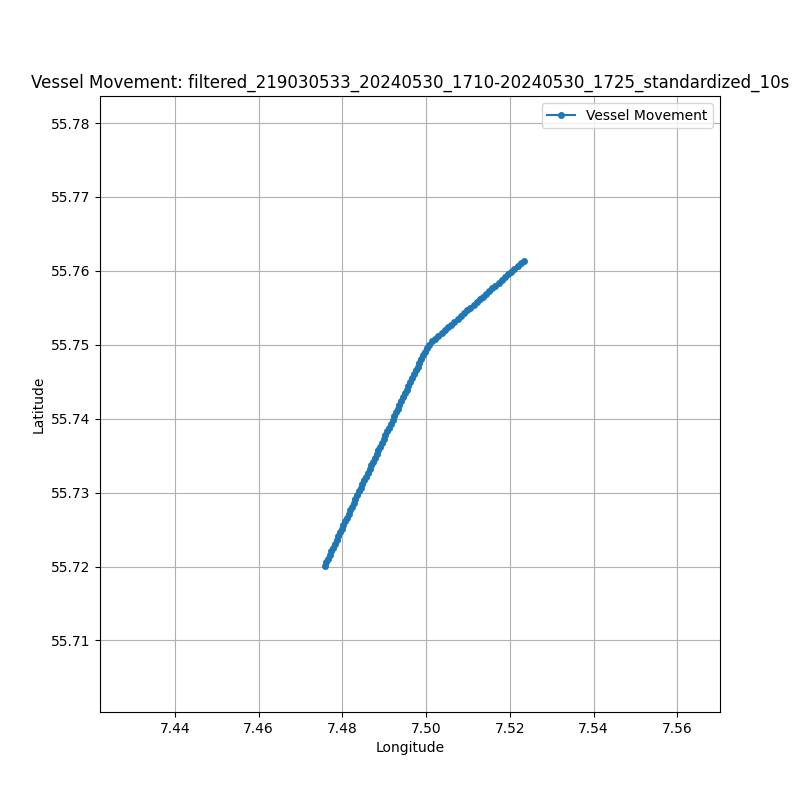 Vessel Movement: filtered_219030533_20240530_1710-20240530_1725_standardized_10s
Vessel Movement
55.78
55.77
55.76
55.75
55.74
55.73
55.72
55.71
Latitude
7.44 7.46 7.48 7.50 7.52 7.54 7.56
Longitude